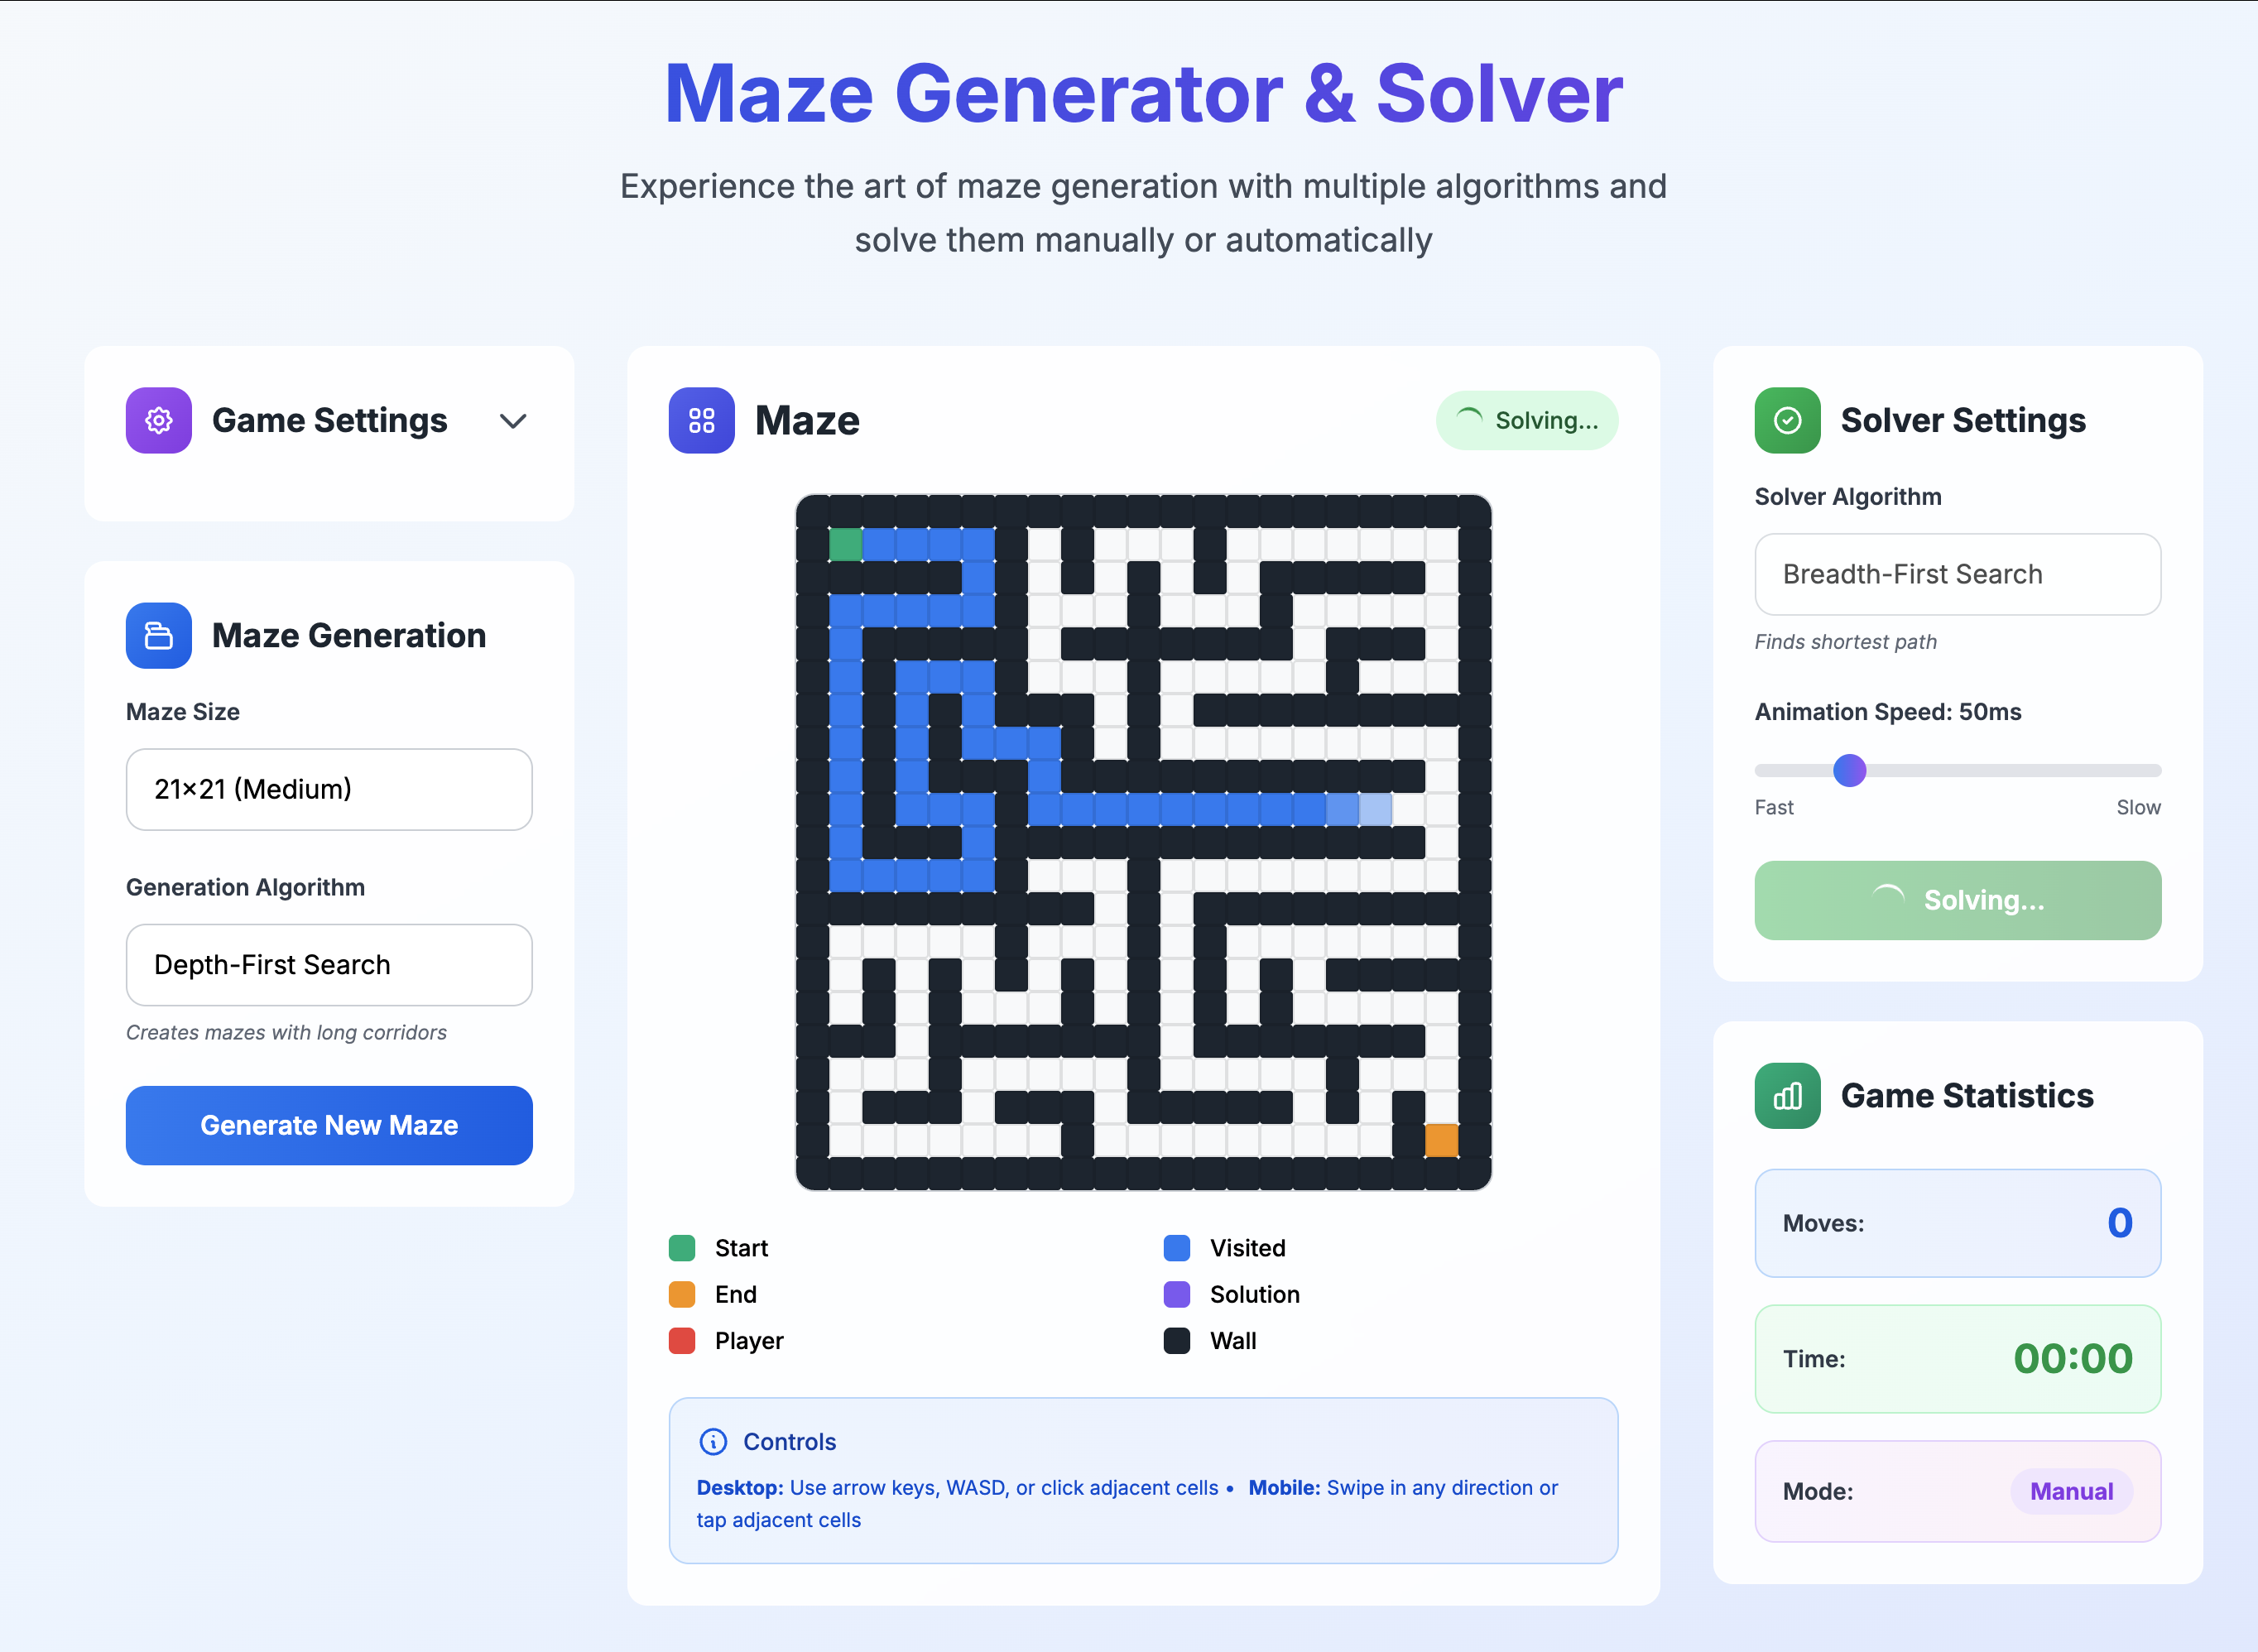 Maze Generator & Solver
Experience the art of maze generation with multiple algorithms and
solve them manually or automatically
Game Settings
Maze Generation
Maze Size
21×21 (Medium)
Generation Algorithm
Depth-First Search
Creates mazes with long corridors
Generate New Maze
Maze
Solving...
Start
Visited
End
Solution
Player
Wall
Controls
Desktop: Use arrow keys, WASD, or click adjacent cells • Mobile: Swipe in any direction or
tap adjacent cells
Solver Settings
Solver Algorithm
Breadth-First Search
Finds shortest path
Animation Speed: 50ms
Fast
Slow
Solving...
Game Statistics
Moves:
0
Time:
00:00
Mode:
Manual